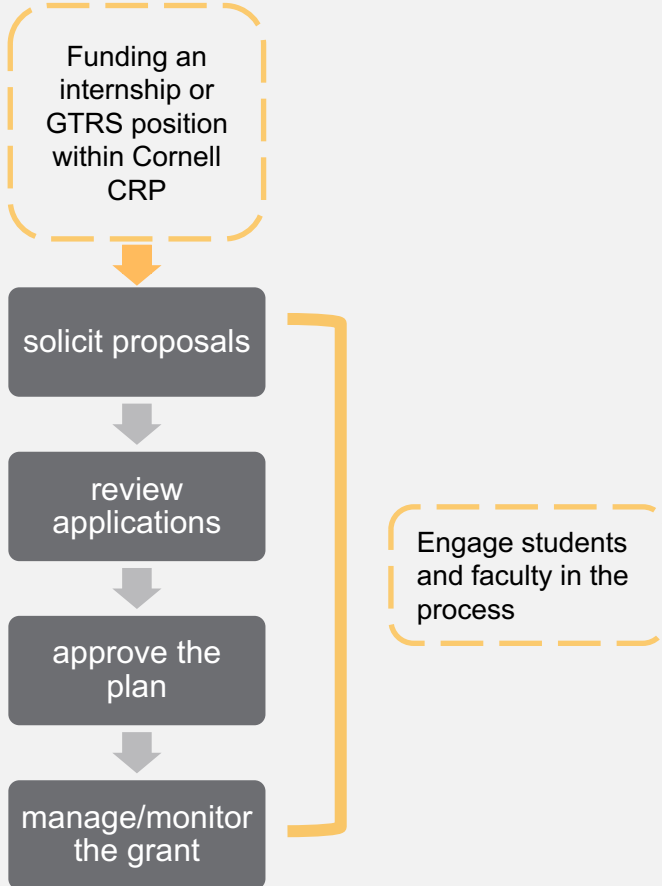 Funding an
internship or
GTRS position
within Cornell
CRP
solicit proposals
review
applications
approve the
plan
manage/monitor
the grant
Engage students
and faculty in the
process